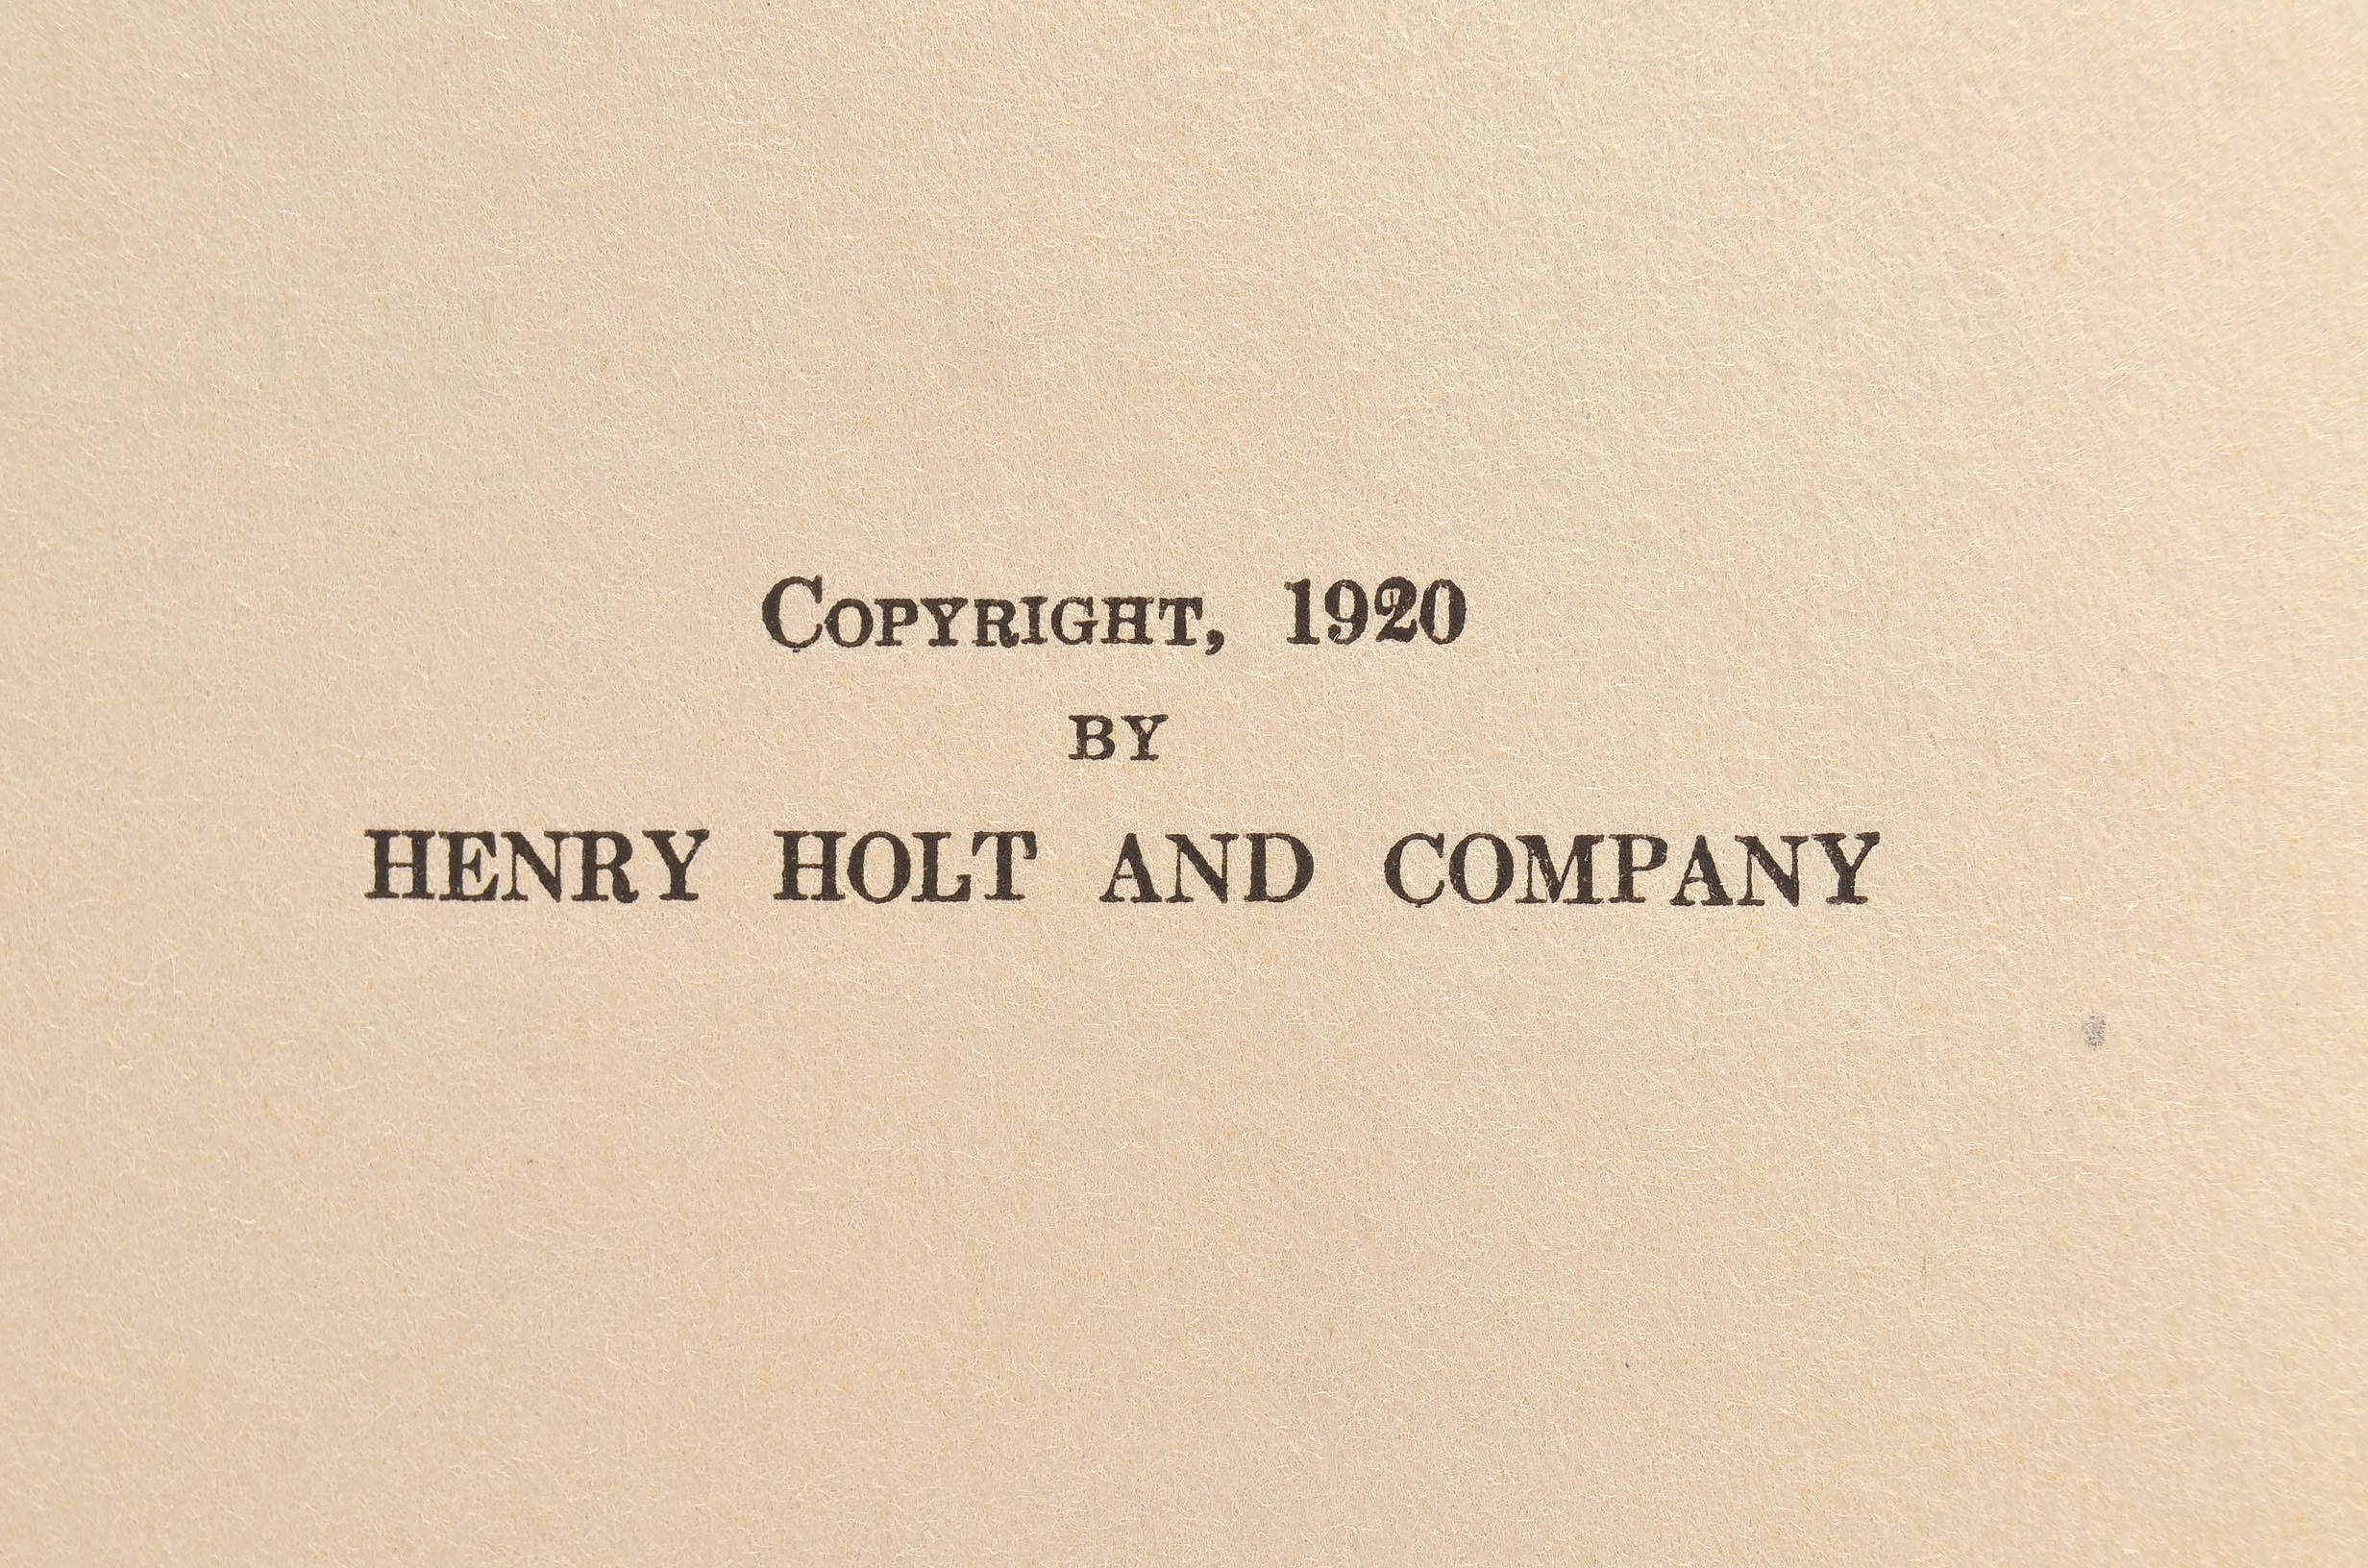 Copyright, 1920
BY
HENRY HOLT AND COMPANY